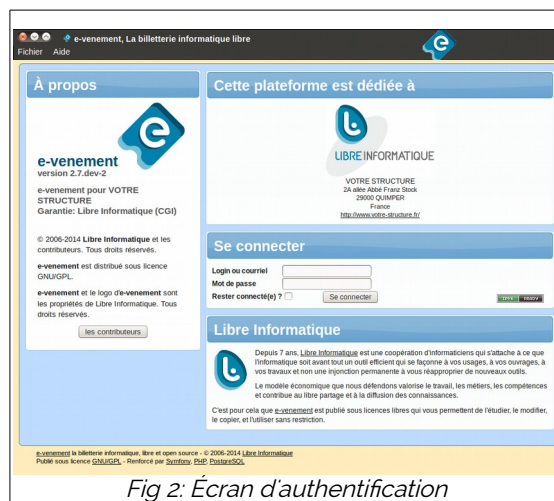 e-venement, La billetterie informatique libre
Fichier Aide
À propos
e-venement
version 2.7.dev-2
e-venement pour VOTRE
STRUCTURE
Garantie: Libre Informatique (CGI)
© 2006-2014 Libre Informatique et les
contributeurs. Tous droits réservés.
e-venement est distribué sous licence
GNU/GPL.
e-venement et le logo d'e-venement sont
les propriétés de Libre Informatique. Tous
droits réservés.
les contributeurs
Cette plateforme est dédiée à
LIBRE INFORMATIQUE
VOTRE STRUCTURE
2A allée Abbé Franz Stock
29000 QUIMPER
France
http://www.votre-structure.fr/
Se connecter
Login ou courriel
Mot de passe
Rester connecté(e) ? Se connecter
READY
Libre Informatique
Depuis 7 ans, Libre Informatique est une coopération d'informaticiens qui s'attache à ce que
l'informatique soit avant tout un outil efficient qui se façonne à vos usages, à vos ouvrages, à
vos travaux et non une injonction permanente à vous réapproprier de nouveaux outils.
Le modèle économique que nous défendons valorise le travail, les métiers, les compétences
et contribue au libre partage et à la diffusion des connaissances.
C'est pour cela que e-venement est publié sous licences libres qui vous permettent de l'étudier, le modifier,
le copier, et l'utiliser sans restriction.
e-venement la billetterie informatique, libre et open source - © 2006-2014 Libre Informatique
Publié sous licence GNU/GPL - Renforcé par Symfony, PHP, PostgreSQL
Fig 2: Écran d'authentification